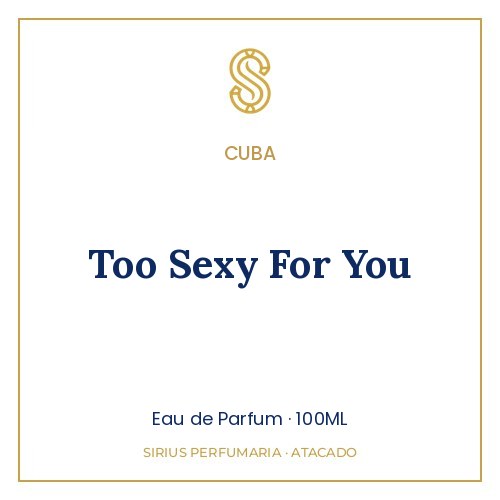 CUBA
Too Sexy For You
Eau de Parfum · 100ML
SIRIUS PERFUMARIA · ATACADO